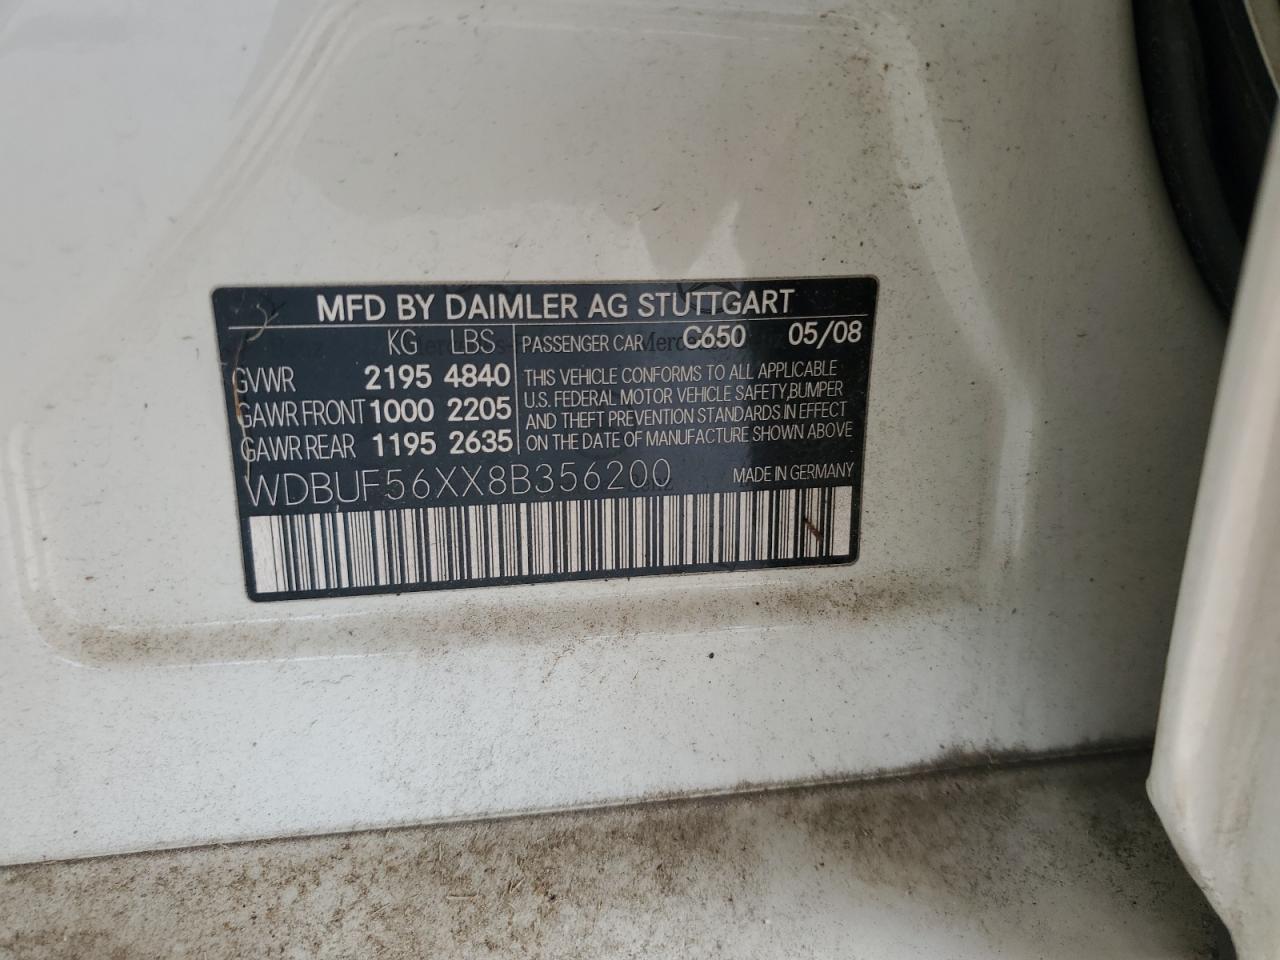 MFD BY DAIMLER AG STUTTGART
KG LBS PASSENGER CAR C650 05/08
GVWR 2195 4840 THIS VEHICLE CONFORMS TO ALL APPLICABLE
GAWR FRONT 1000 2205 U.S. FEDERAL MOTOR VEHICLE SAFETY, BUMPER
AND THEFT PREVENTION STANDARDS IN EFFECT
GAWR REAR 1195 2635 ON THE DATE OF MANUFACTURE SHOWN ABOVE
WDBUF56XX8B356200 MADE IN GERMANY